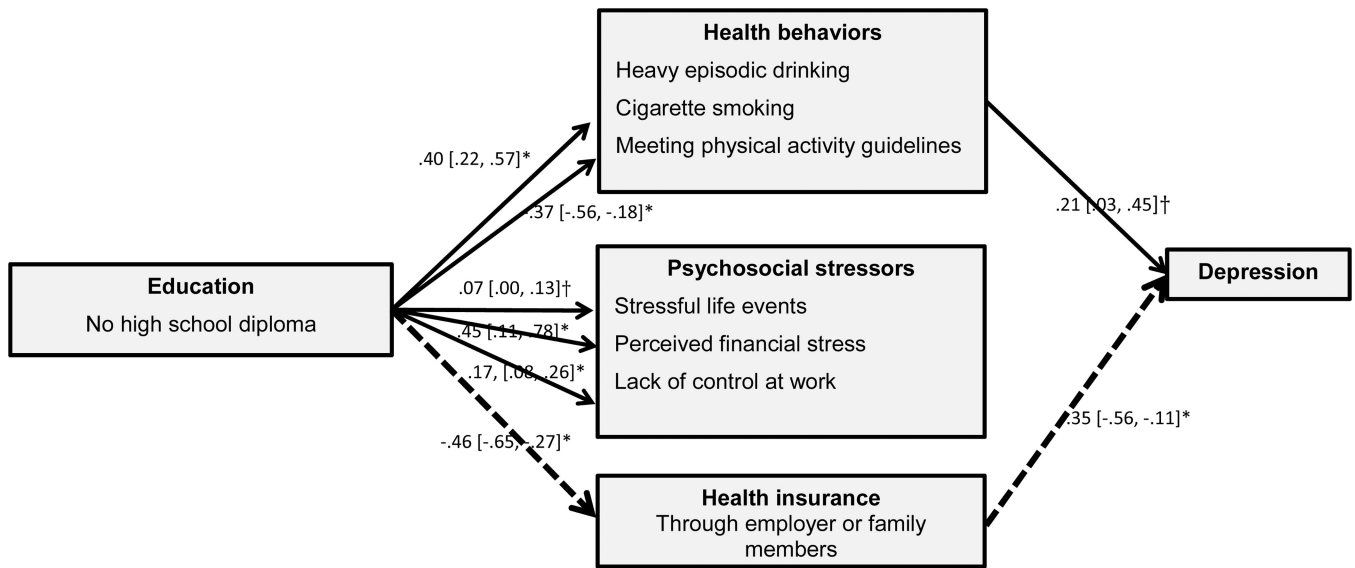 Health behaviors
Heavy episodic drinking
Cigarette smoking
Meeting physical activity guidelines
.40 [.22, .57]*
-.37 [-.56, -.18]*
.21 [.03, .45]†
Education
No high school diploma
Psychosocial stressors
Stressful life events
Perceived financial stress
Lack of control at work
.07 [.00, .13]†
.45 [.11, .78]*
.17, [.08, .26]*
Depression
-.46 [-.65, -.27]*
.35 [-.56, -.11]*
Health insurance
Through employer or family
members